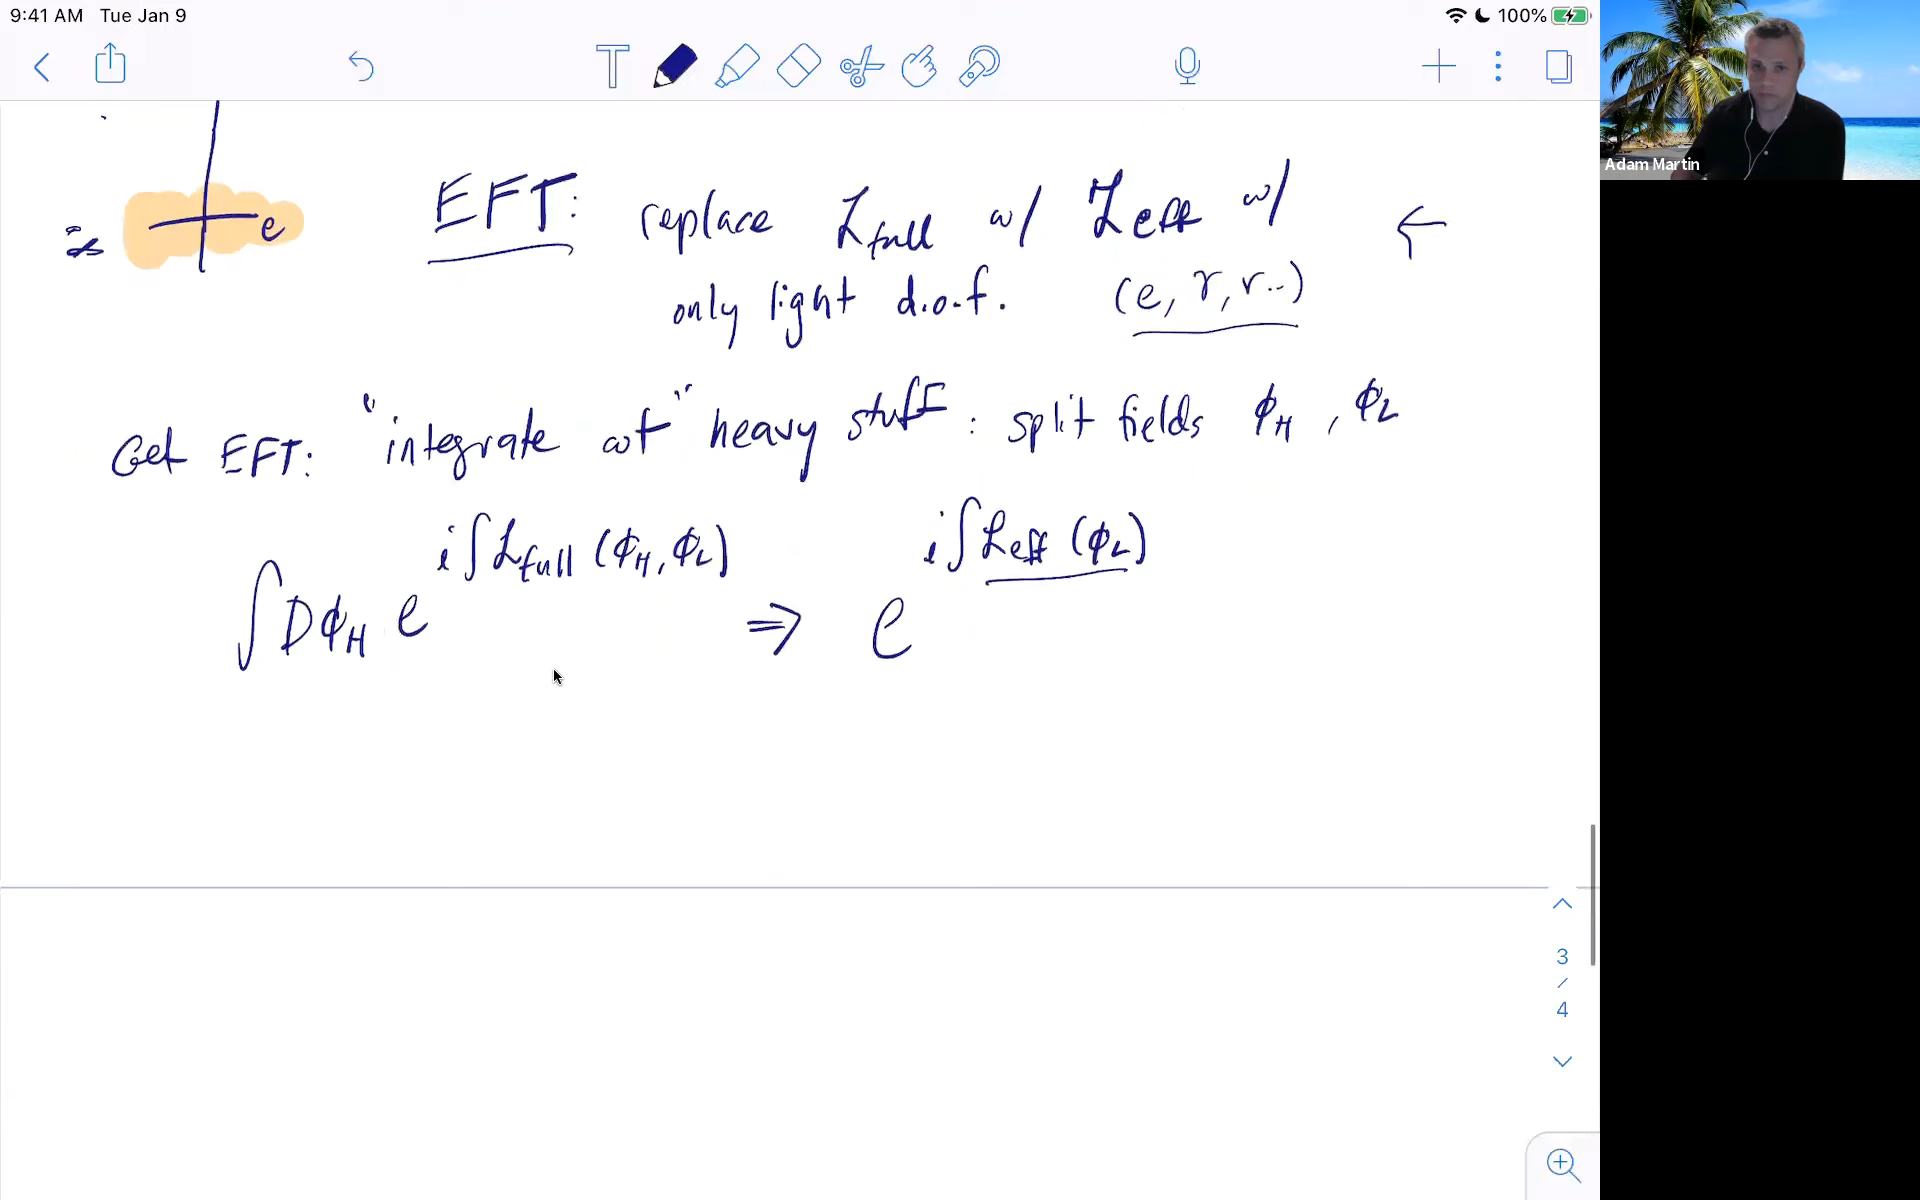 9:41 AM Tue Jan 9
100%
Adam Martin
EFT: replace ℒfull w/ ℒeff w/ ←
≈ e
only light d.o.f. (e, γ, ν..)
Get EFT: "integrate out" heavy stuff : split fields ϕH , ϕL
∫Dϕ_H e^{i∫ℒfull (ϕH, ϕL)} ⇒ e^{i∫ℒeff (ϕL)}
3
/
4